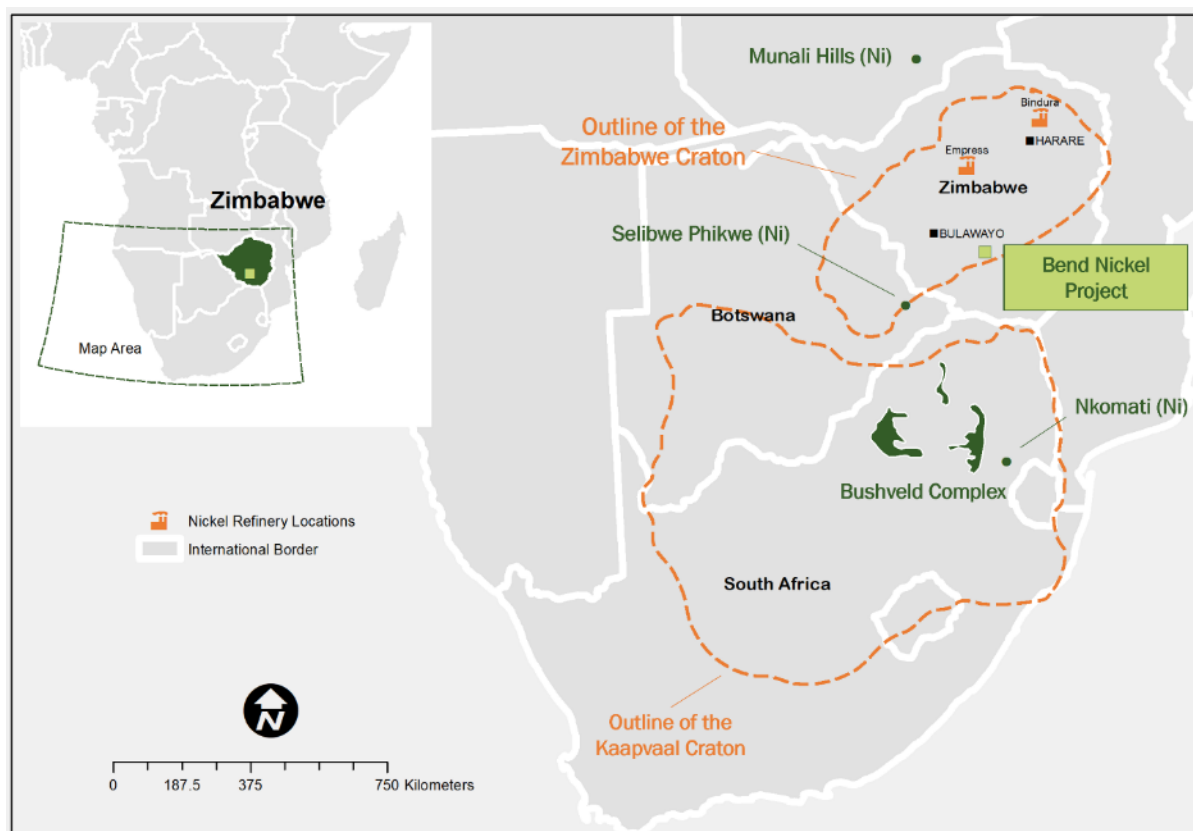 Munali Hills (Ni)
Bindura
Outline of the
Zimbabwe Craton
HARARE
Empress
Zimbabwe
Zimbabwe
Selibwe Phikwe (Ni)
BULAWAYO
Bend Nickel
Project
Botswana
Map Area
Nkomati (Ni)
Bushveld Complex
Nickel Refinery Locations
International Border
South Africa
N
Outline of the
Kaapvaal Craton
0 187.5 375 750 Kilometers